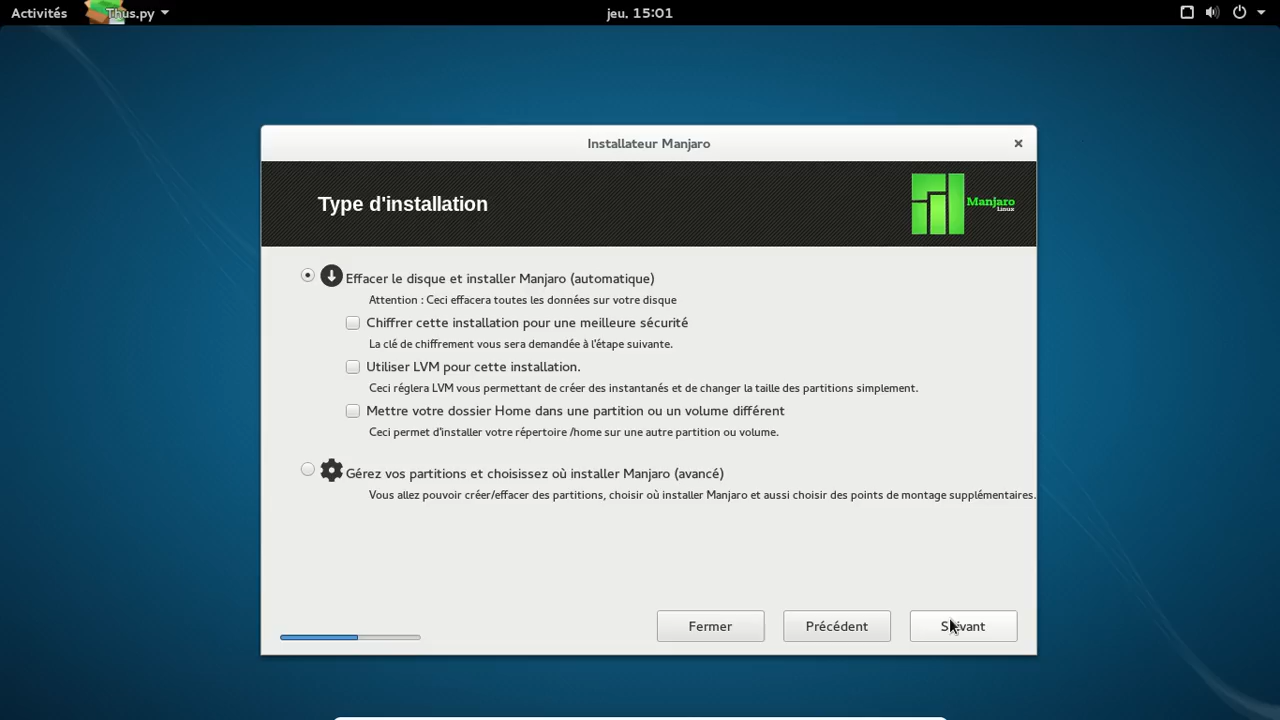 Activités
Thus.py
jeu. 15:01
Installateur Manjaro
Type d'installation
Manjaro
Linux
Effacer le disque et installer Manjaro (automatique)
Attention : Ceci effacera toutes les données sur votre disque
Chiffrer cette installation pour une meilleure sécurité
La clé de chiffrement vous sera demandée à l'étape suivante.
Utiliser LVM pour cette installation.
Ceci réglera LVM vous permettant de créer des instantanés et de changer la taille des partitions simplement.
Mettre votre dossier Home dans une partition ou un volume différent
Ceci permet d'installer votre répertoire /home sur une autre partition ou volume.
Gérez vos partitions et choisissez où installer Manjaro (avancé)
Vous allez pouvoir créer/effacer des partitions, choisir où installer Manjaro et aussi choisir des points de montage supplémentaires.
Fermer
Précédent
Suivant